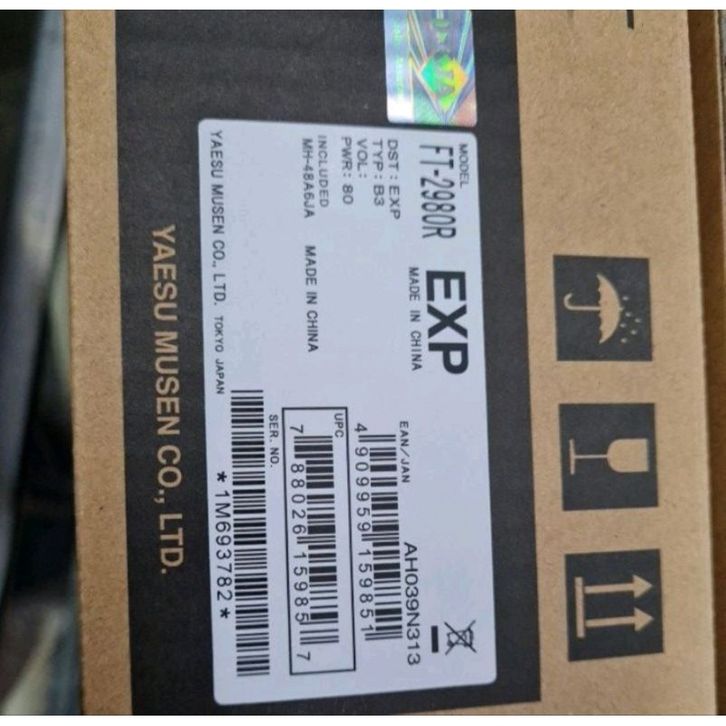 MODEL
FT-2980R EXP
DST: EXP MADE IN CHINA
TYP: B3
VOL:
PWR: 80
EAN/JAN AH039N313
4 909959 159851
INCLUDED
MH-48A6JA MADE IN CHINA
UPC
7 88026 15985 7
SER. NO.
*1M693782*
YAESU MUSEN CO., LTD. TOKYO JAPAN
YAESU MUSEN CO., LTD.